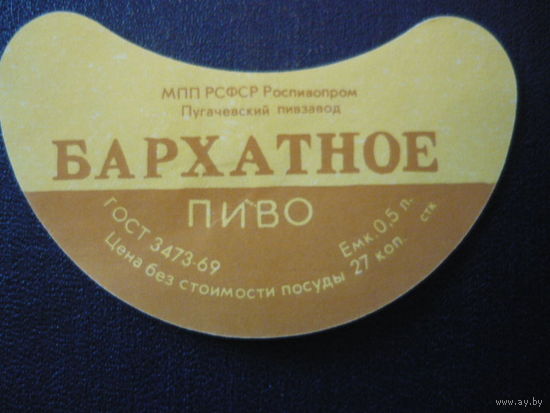 МПП РСФСР Роспивопром
Пугачевский пивзавод
БАРХАТНОЕ
ПИВО
ГОСТ 3473-69
Емк. 0,5 л.
Цена без стоимости посуды 27 коп.
стк
www.ay.by